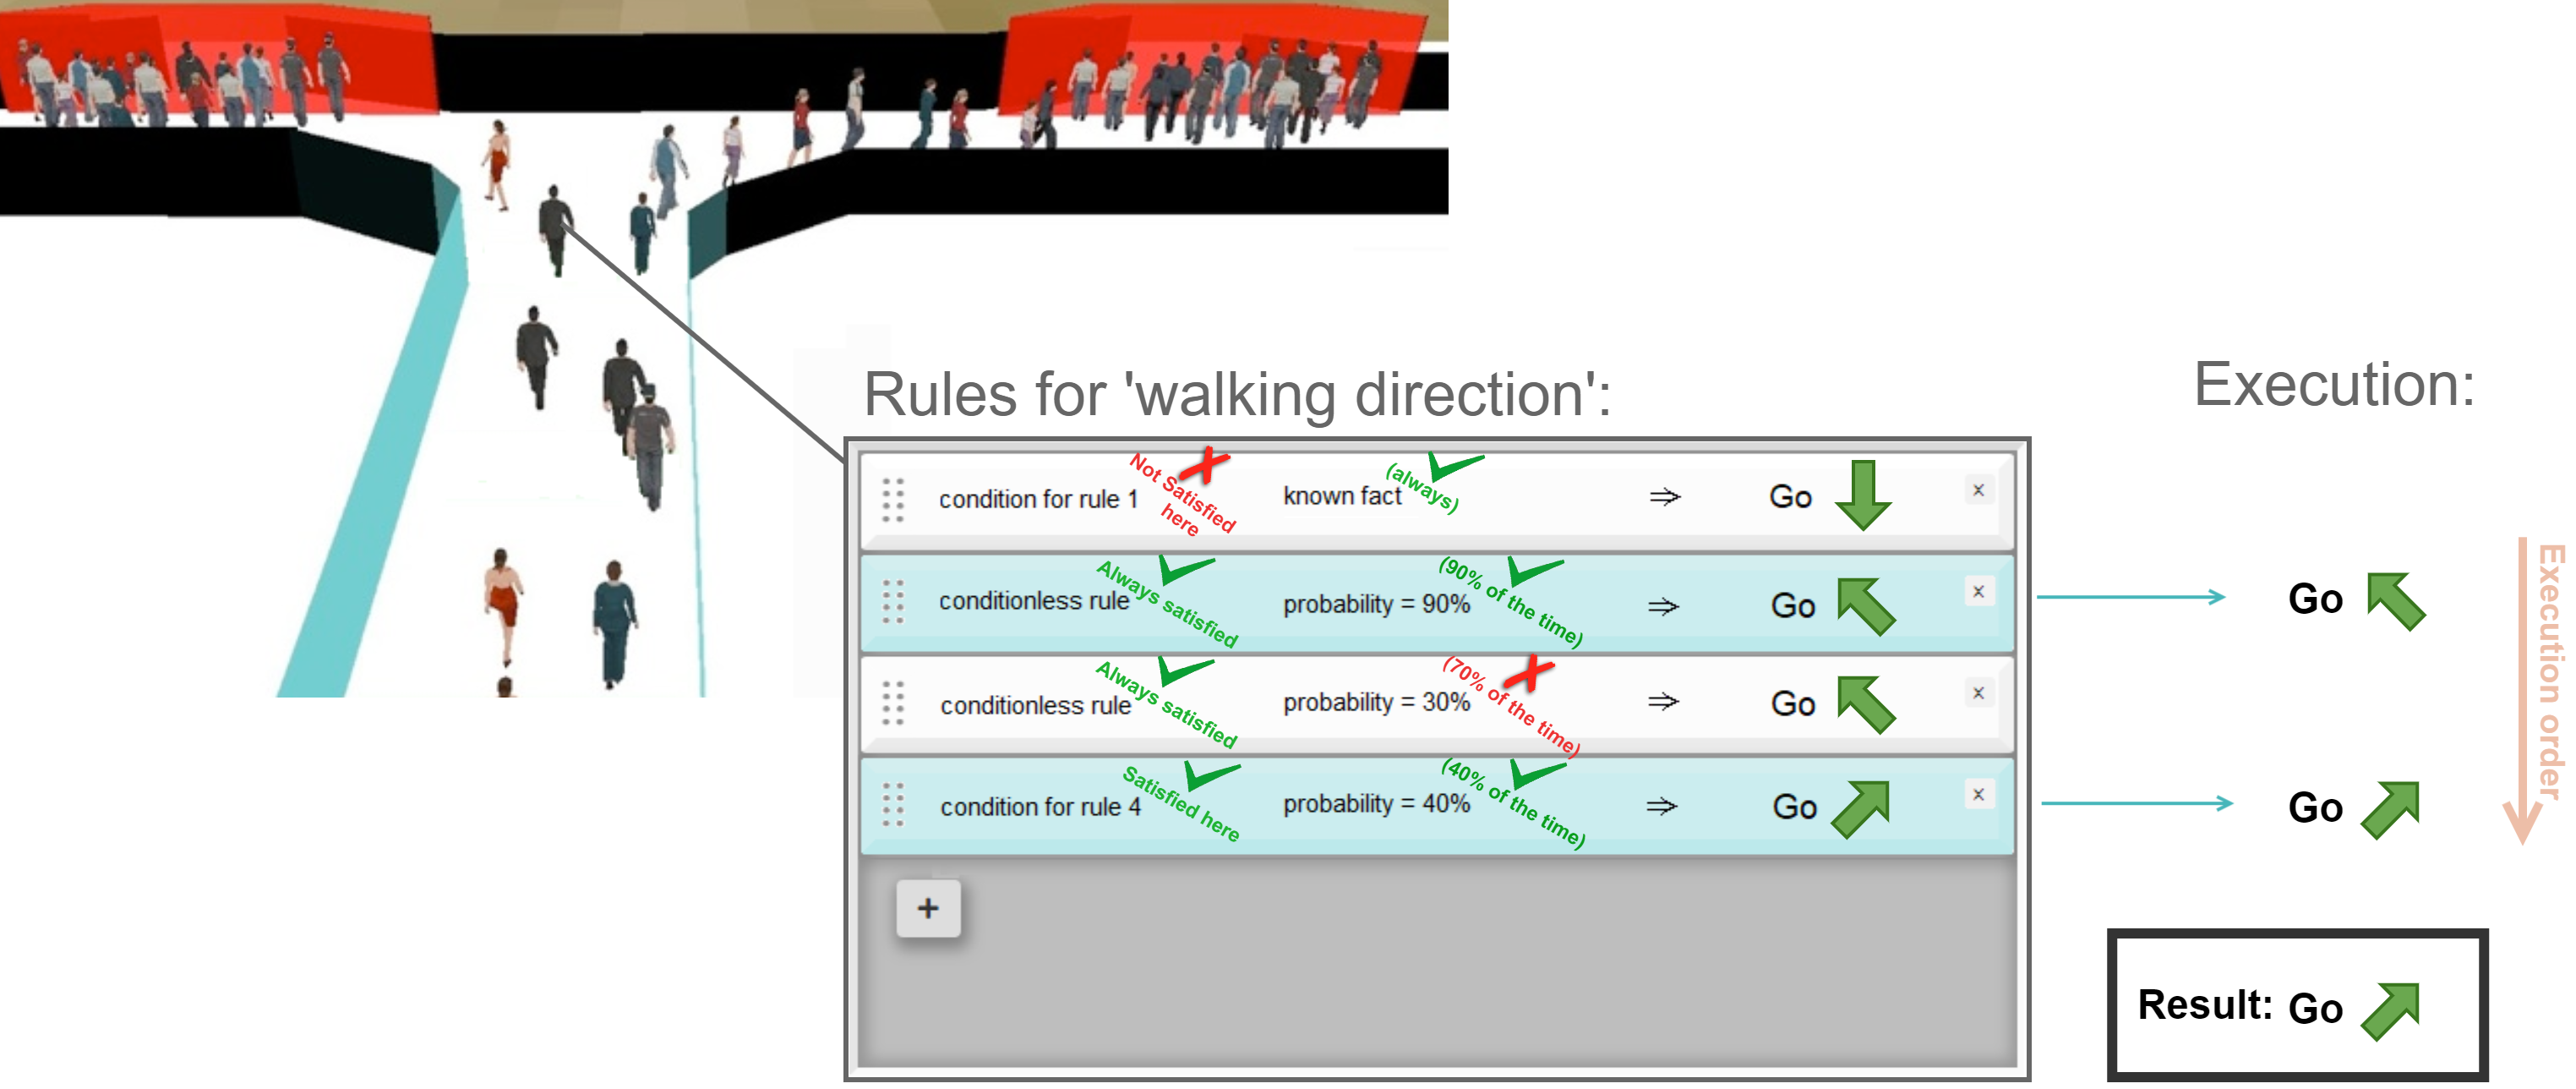 Rules for 'walking direction':
Execution:
condition for rule 1
Not Satisfied
here
known fact
(always)
⇒
Go
x
conditionless rule
Always satisfied
probability = 90%
(90% of the time)
⇒
Go
x
Go
conditionless rule
Always satisfied
probability = 30%
(70% of the time)
⇒
Go
x
condition for rule 4
Satisfied here
probability = 40%
(40% of the time)
⇒
Go
x
Go
Execution order
+
Result: Go